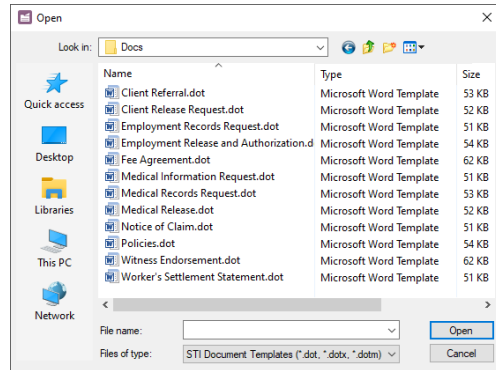 Open
Look in: Docs
Name Type Size
Client Referral.dot Microsoft Word Template 53 KB
Client Release Request.dot Microsoft Word Template 52 KB
Employment Records Request.dot Microsoft Word Template 51 KB
Employment Release and Authorization.d Microsoft Word Template 54 KB
Fee Agreement.dot Microsoft Word Template 62 KB
Medical Information Request.dot Microsoft Word Template 51 KB
Medical Records Request.dot Microsoft Word Template 53 KB
Medical Release.dot Microsoft Word Template 52 KB
Notice of Claim.dot Microsoft Word Template 51 KB
Policies.dot Microsoft Word Template 54 KB
Witness Endorsement.dot Microsoft Word Template 62 KB
Worker's Settlement Statement.dot Microsoft Word Template 51 KB
Quick access
Desktop
Libraries
This PC
Network
File name: Open
Files of type: STI Document Templates (*.dot, *.dotx, *.dotm) Cancel